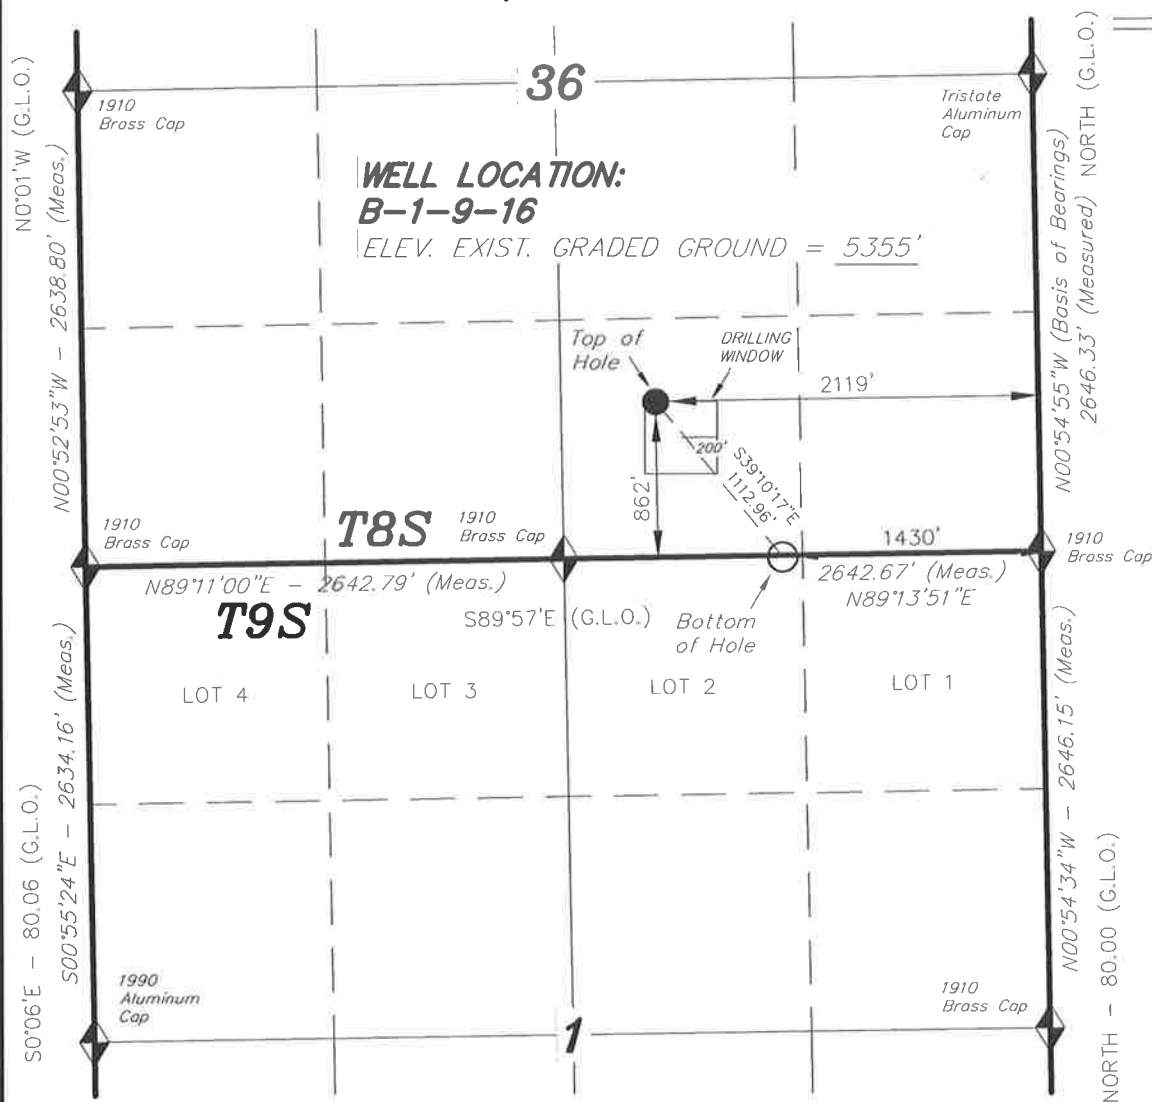 36
N0°01'W (G.L.O.)
N00°52'53"W - 2638.80' (Meas.)
1910
Brass Cap
Tristate
Aluminum
Cap
NORTH (G.L.O.)
N00°54'55"W (Basis of Bearings)
2646.33' (Measured)
WELL LOCATION:
B-1-9-16
ELEV. EXIST. GRADED GROUND = 5355'
Top of
Hole
DRILLING
WINDOW
2119'
200'
862'
S39°10'17"E
1112.96'
1910
Brass Cap
T8S
1910
Brass Cap
1430'
1910
Brass Cap
N89°11'00"E - 2642.79' (Meas.)
2642.67' (Meas.)
N89°13'51"E
T9S
S89°57'E (G.L.O.)
Bottom
of Hole
LOT 4
LOT 3
LOT 2
LOT 1
S0°06'E - 80.06 (G.L.O.)
S00°55'24"E - 2634.16' (Meas.)
N00°54'34"W - 2646.15' (Meas.)
NORTH - 80.00 (G.L.O.)
1990
Aluminum
Cap
1910
Brass Cap
1